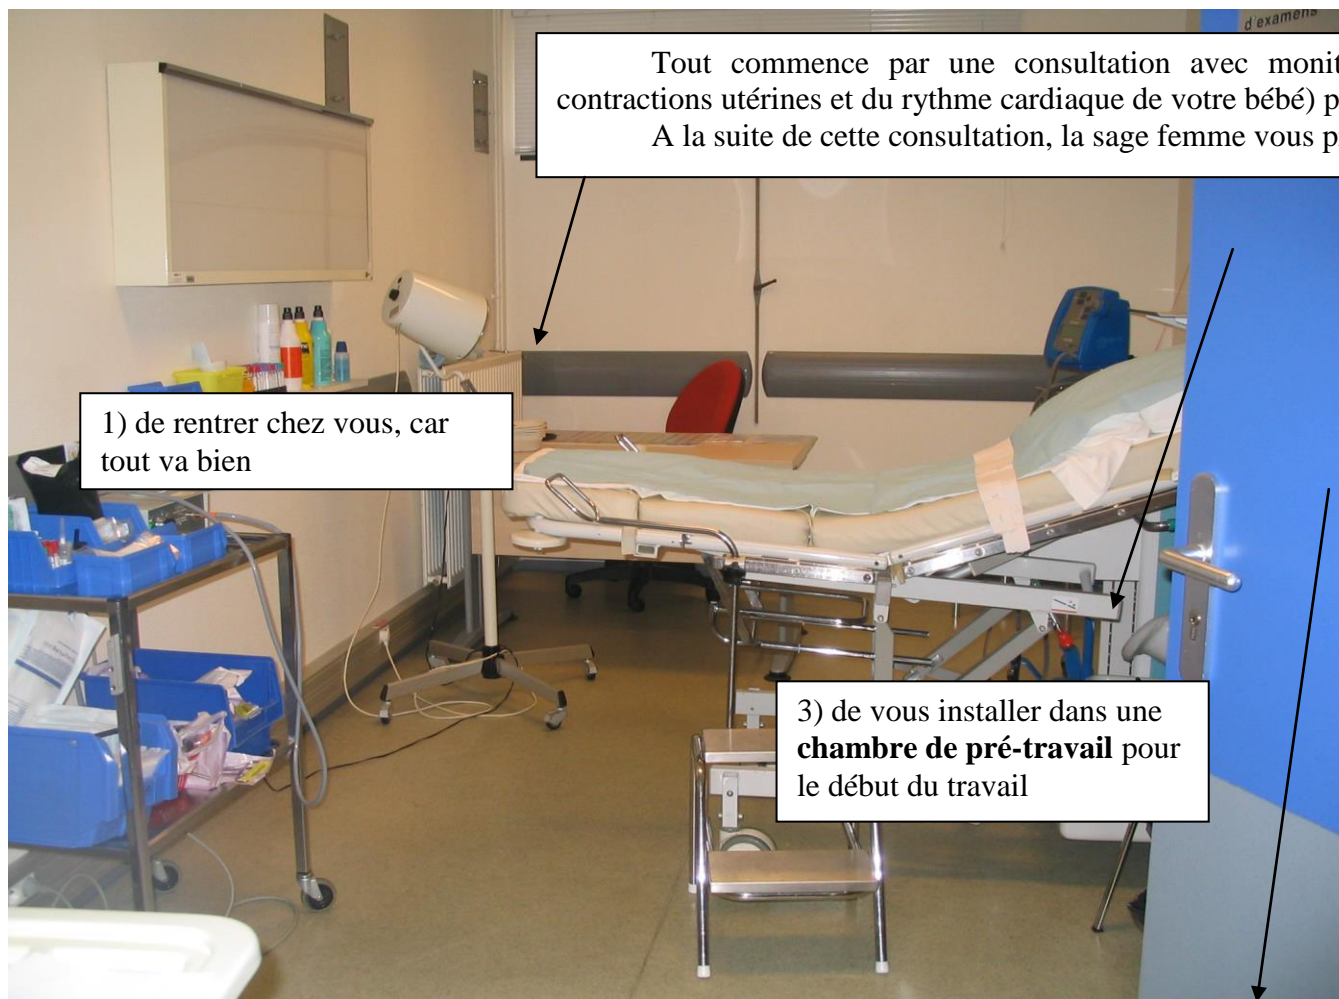 d'examens
Tout commence par une consultation avec monit
contractions utérines et du rythme cardiaque de votre bébé) p
A la suite de cette consultation, la sage femme vous p
1) de rentrer chez vous, car
tout va bien
3) de vous installer dans une
chambre de pré-travail pour
le début du travail